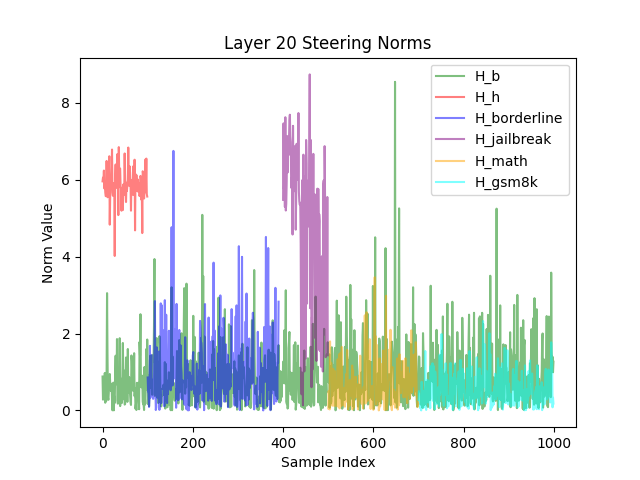 Layer 20 Steering Norms
H_b
H_h
H_borderline
H_jailbreak
H_math
H_gsm8k
8
6
4
2
0
Norm Value
0 200 400 600 800 1000
Sample Index